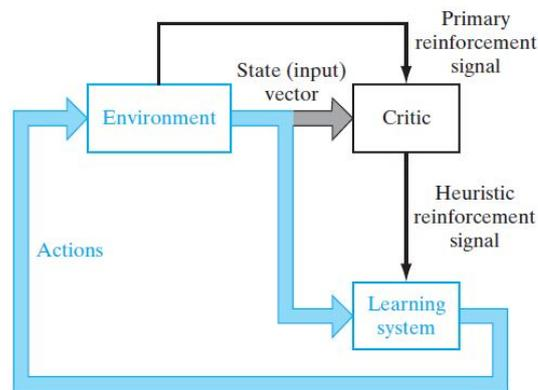 Primary
reinforcement
signal
State (input)
vector
Environment
Critic
Heuristic
reinforcement
signal
Actions
Learning
system